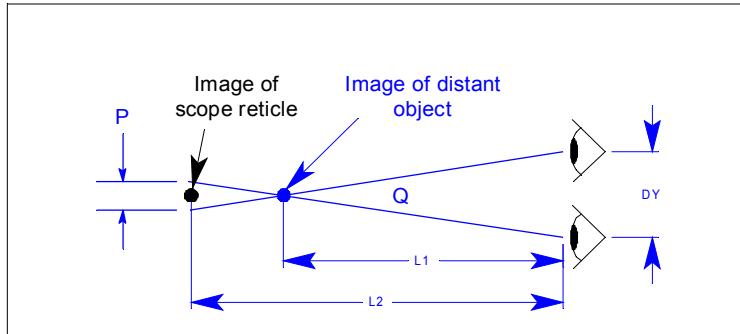 Image of
scope reticle
Image of distant
object
P
Q
DY
L1
L2